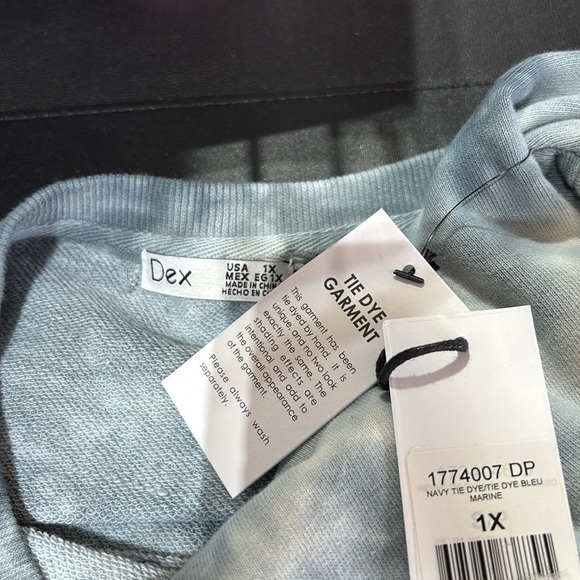 Dex
USA 1X
MEX EG 1X
MADE IN CHIN
HECHO EN C
TIE DYE
GARMENT
This garment has been
tie dyed by hand. It is
unique, and no two look
exactly the same. The
shading effects are
intentional and add to
the overall appearance
of the garment.
Please always wash
separately.
1774007 DP
NAVY TIE DYE/TIE DYE BLEU
MARINE
1X